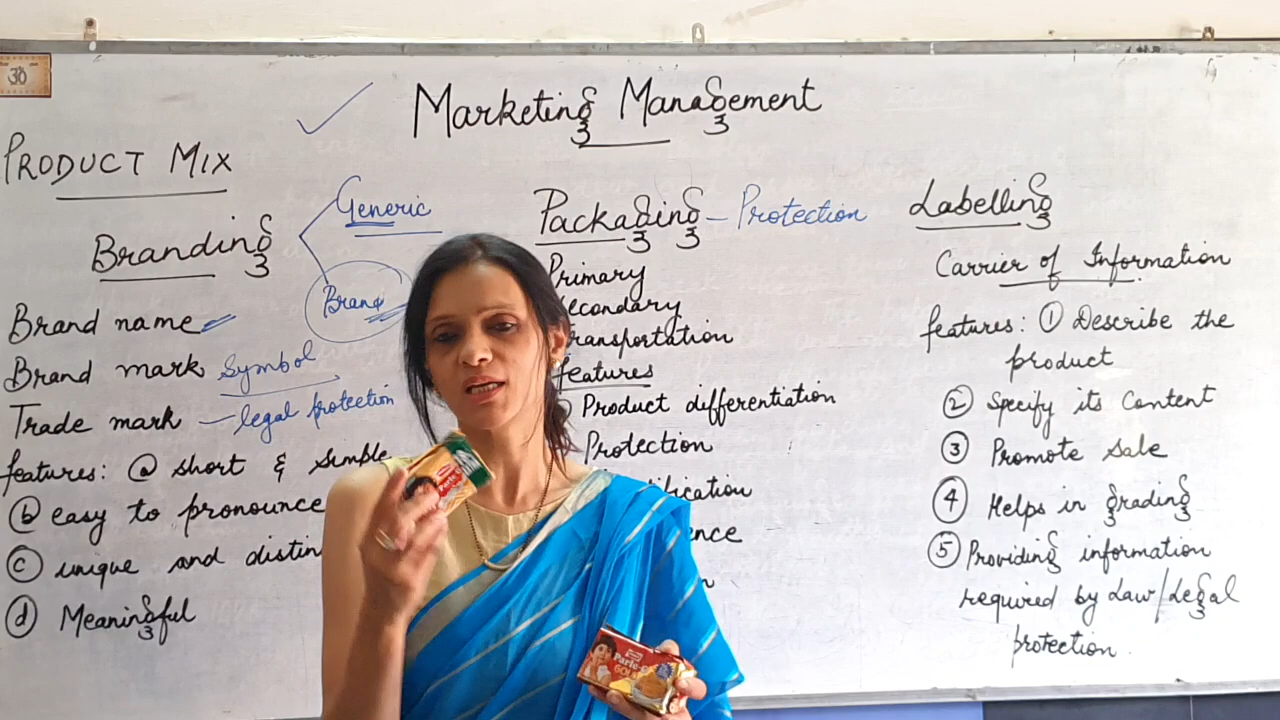 ॐ
Marketing Management
PRODUCT MIX
Branding
Generic
Brand
Brand name
Brand mark Symbol
Trade mark - legal protection
features: ⓐ short & simple
ⓑ easy to pronounce
ⓒ unique and distin
ⓓ Meaningful
Packaging - Protection
Primary
econdary
ransportation
features
Product differentiation
Protection
ification
ence
Labelling
Carrier of Information
features: ① Describe the
product
② Specify its Content
③ Promote Sale
④ Helps in grading
⑤ Providing information
required by Law/Legal
protection.
Parle-G
Parle-G
GOLD